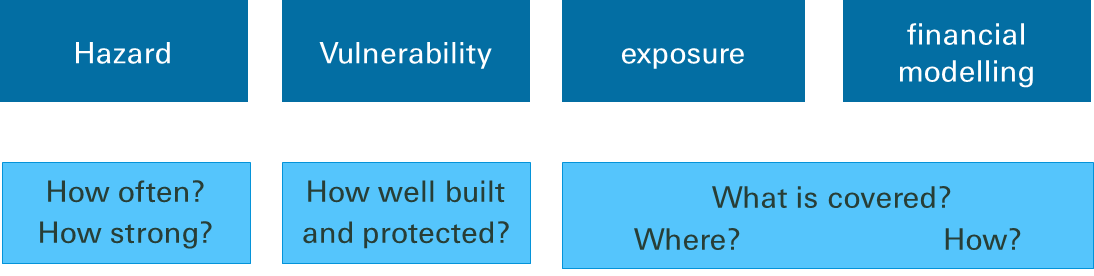 Hazard
Vulnerability
exposure
financial
modelling
How often?
How strong?
How well built
and protected?
What is covered?
Where? How?